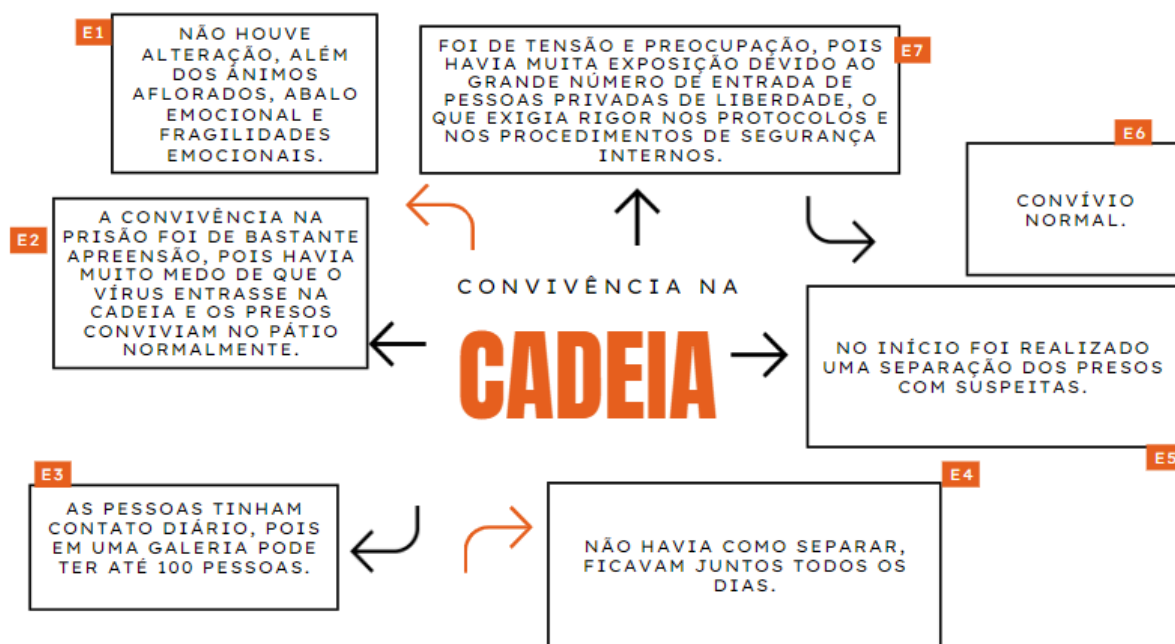 E1
NÃO HOUVE
ALTERAÇÃO, ALÉM
DOS ÂNIMOS
AFLORADOS, ABALO
EMOCIONAL E
FRAGILIDADES
EMOCIONAIS.
E7
FOI DE TENSÃO E PREOCUPAÇÃO, POIS
HAVIA MUITA EXPOSIÇÃO DEVIDO AO
GRANDE NÚMERO DE ENTRADA DE
PESSOAS PRIVADAS DE LIBERDADE, O
QUE EXIGIA RIGOR NOS PROTOCOLOS E
NOS PROCEDIMENTOS DE SEGURANÇA
INTERNOS.
E6
CONVÍVIO
NORMAL.
E2
A CONVIVÊNCIA NA
PRISÃO FOI DE BASTANTE
APREENSÃO, POIS HAVIA
MUITO MEDO DE QUE O
VÍRUS ENTRASSE NA
CADEIA E OS PRESOS
CONVIVIAM NO PÁTIO
NORMALMENTE.
CONVIVÊNCIA NA
CADEIA
NO INÍCIO FOI REALIZADO
UMA SEPARAÇÃO DOS PRESOS
COM SUSPEITAS.
E5
E3
AS PESSOAS TINHAM
CONTATO DIÁRIO, POIS
EM UMA GALERIA PODE
TER ATÉ 100 PESSOAS.
E4
NÃO HAVIA COMO SEPARAR,
FICAVAM JUNTOS TODOS OS
DIAS.